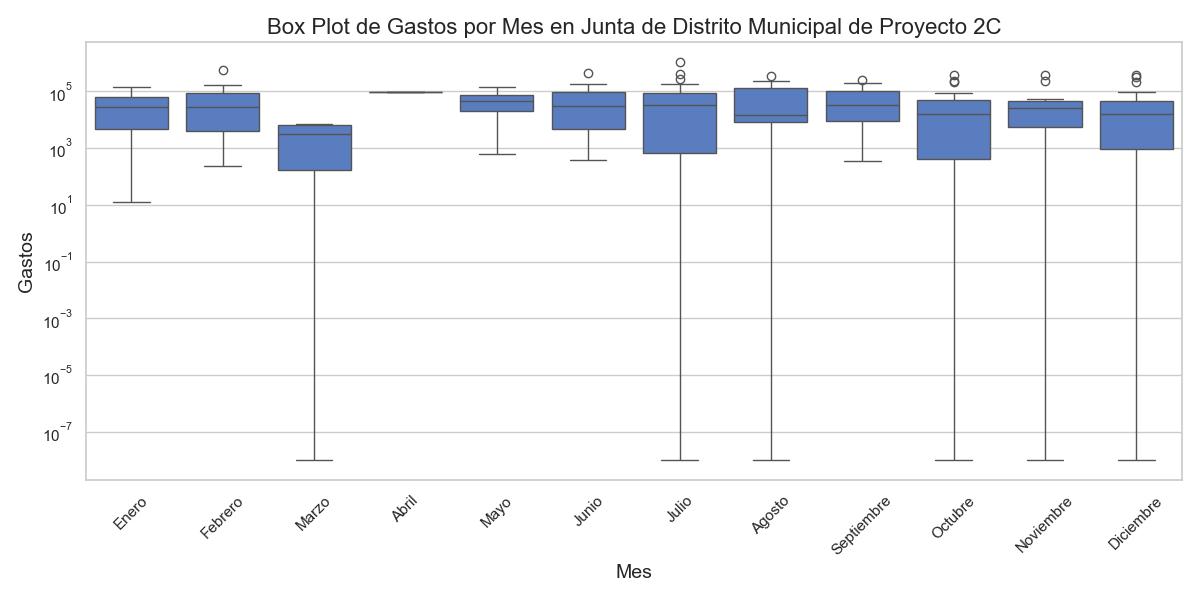 Box Plot de Gastos por Mes en Junta de Distrito Municipal de Proyecto 2C
Gastos
10^5
10^3
10^1
10^−1
10^−3
10^−5
10^−7
Enero
Febrero
Marzo
Abril
Mayo
Junio
Julio
Agosto
Septiembre
Octubre
Noviembre
Diciembre
Mes